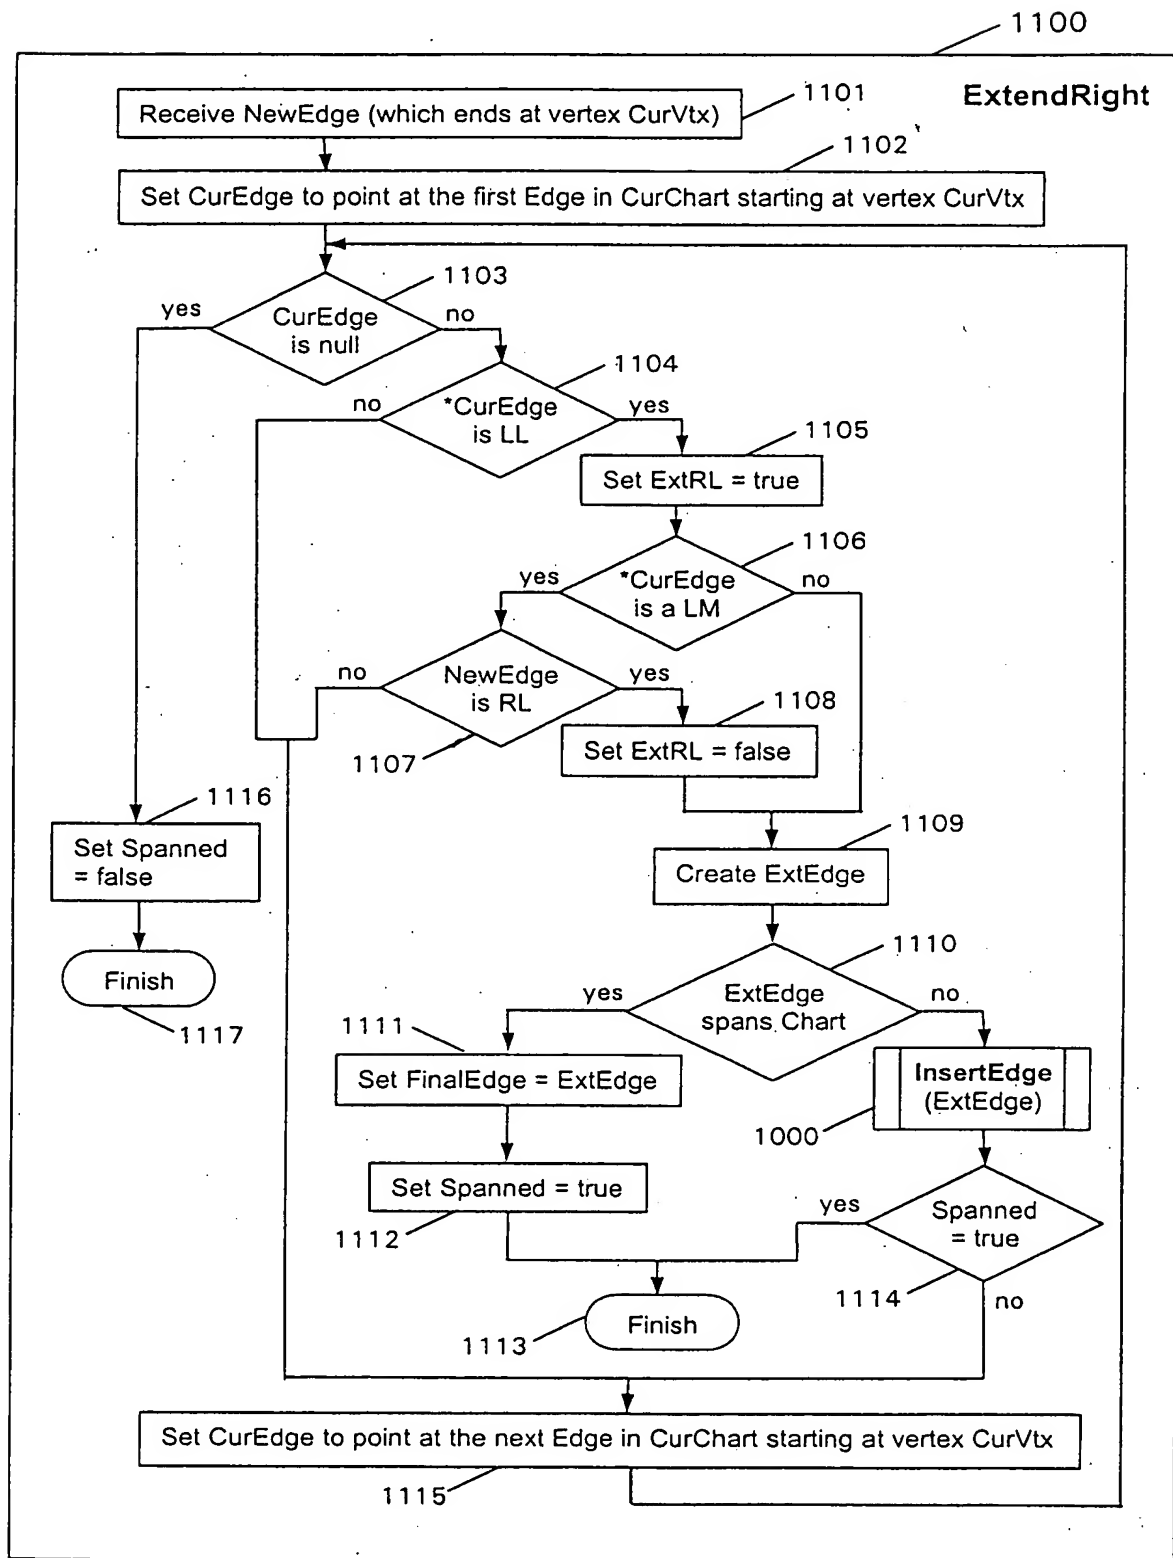 1100
ExtendRight
1101
Receive NewEdge (which ends at vertex CurVtx)
1102
Set CurEdge to point at the first Edge in CurChart starting at vertex CurVtx
1103
yes
CurEdge
is null
no
1104
no
*CurEdge
is LL
yes
1105
Set ExtRL = true
1106
yes
*CurEdge
is a LM
no
no
NewEdge
is RL
yes
1107
1108
Set ExtRL = false
1116
Set Spanned
= false
1109
Create ExtEdge
Finish
1117
1110
yes
ExtEdge
spans Chart
no
1111
Set FinalEdge = ExtEdge
InsertEdge
(ExtEdge)
1000
Set Spanned = true
1112
yes
Spanned
= true
1114
no
Finish
1113
Set CurEdge to point at the next Edge in CurChart starting at vertex CurVtx
1115